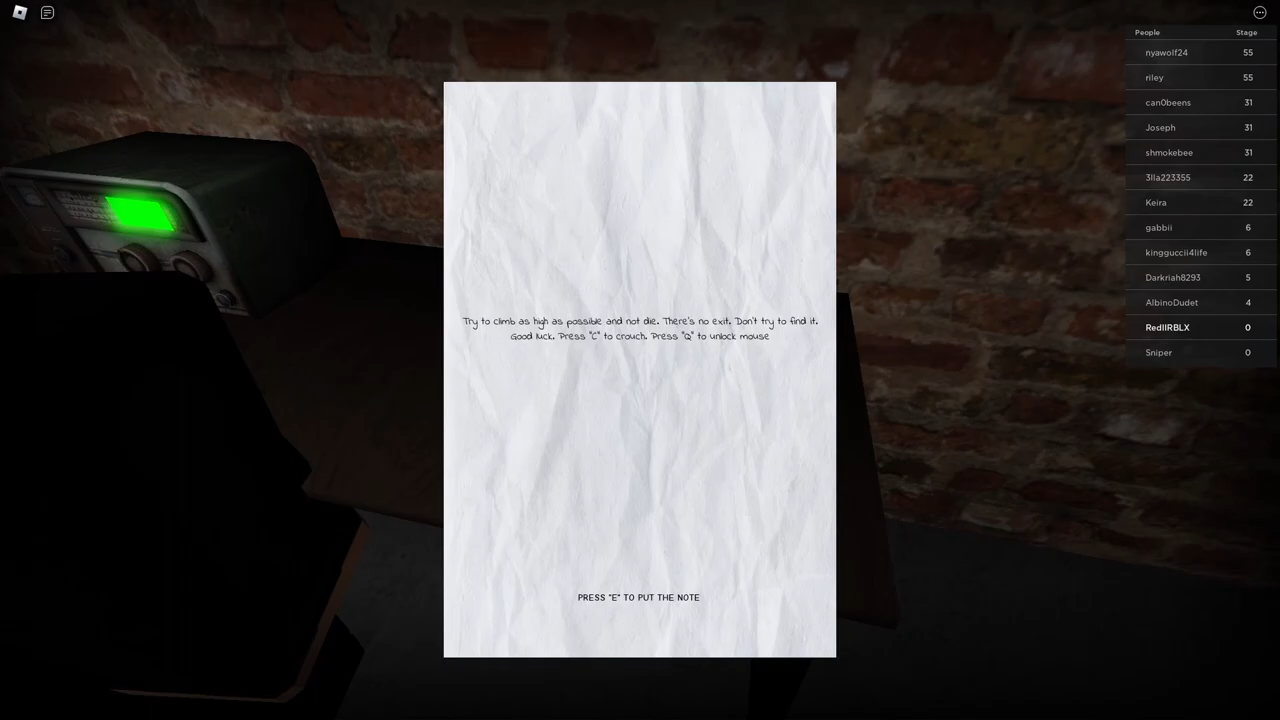 People Stage
nyawolf24 55
riley 55
can0beens 31
Joseph 31
shmokebee 31
3lla223355 22
Keira 22
gabbii 6
kingguccii4life 6
Darkriah8293 5
AlbinoDudet 4
RedIIRBLX 0
Sniper 0
Try to climb as high as possible and not die. There's no exit. Don't try to find it.
Good luck. Press "C" to crouch. Press "Q" to unlock mouse
PRESS "E" TO PUT THE NOTE